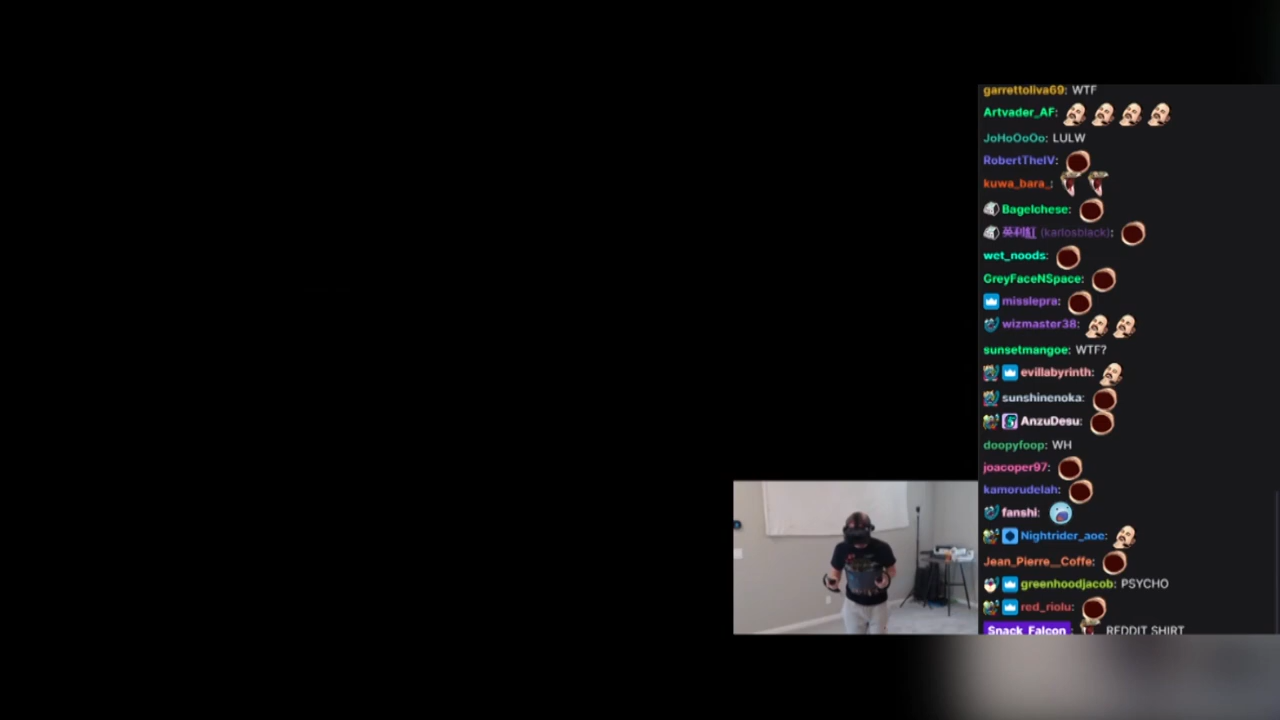 garrettoliva69: WTF
Artvader_AF:
JoHoOoOo: LULW
RobertTheIV:
kuwa_bara_:
Bagelchese:
(karlosblack):
wet_noods:
GreyFaceNSpace:
misslepra:
wizmaster38:
sunsetmangoe: WTF?
evillabyrinth:
sunshinenoka:
AnzuDesu:
doopyfoop: WH
joacoper97:
kamorudelah:
fanshi:
Nightrider_aoe:
Jean_Pierre__Coffe:
greenhoodjacob: PSYCHO
red_riolu:
Snack_Falcon: REDDIT SHIRT